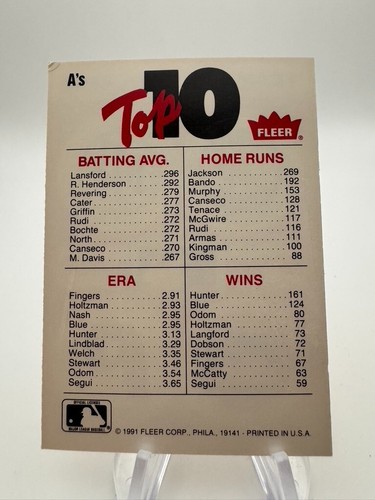 A's
Top 10
FLEER®
BATTING AVG.
Lansford .......... .296
R. Henderson ..... .292
Revering .......... .279
Cater .............. .277
Griffin ............. .273
Rudi ............... .272
Bochte ............ .272
North .............. .271
Canseco .......... .270
M. Davis .......... .267
HOME RUNS
Jackson .......... 269
Bando ............ 192
Murphy ........... 153
Canseco ......... 128
Tenace ........... 121
McGwire ......... 117
Rudi .............. 116
Armas ............ 111
Kingman ......... 100
Gross ............. 88
ERA
Fingers ........... 2.91
Holtzman ........ 2.93
Nash .............. 2.95
Blue ............... 2.95
Hunter ............ 3.13
Lindblad .......... 3.29
Welch ............. 3.35
Stewart ........... 3.46
Odom ............. 3.54
Segui ............. 3.65
WINS
Hunter ............ 161
Blue ............... 124
Odom ............. 80
Holtzman ........ 77
Langford ......... 73
Dobson .......... 72
Stewart ........... 71
Fingers ........... 67
McCatty .......... 63
Segui ............. 59
OFFICIAL LICENSEE
MAJOR LEAGUE BASEBALL
© 1991 FLEER CORP., PHILA., 19141 - PRINTED IN U.S.A.